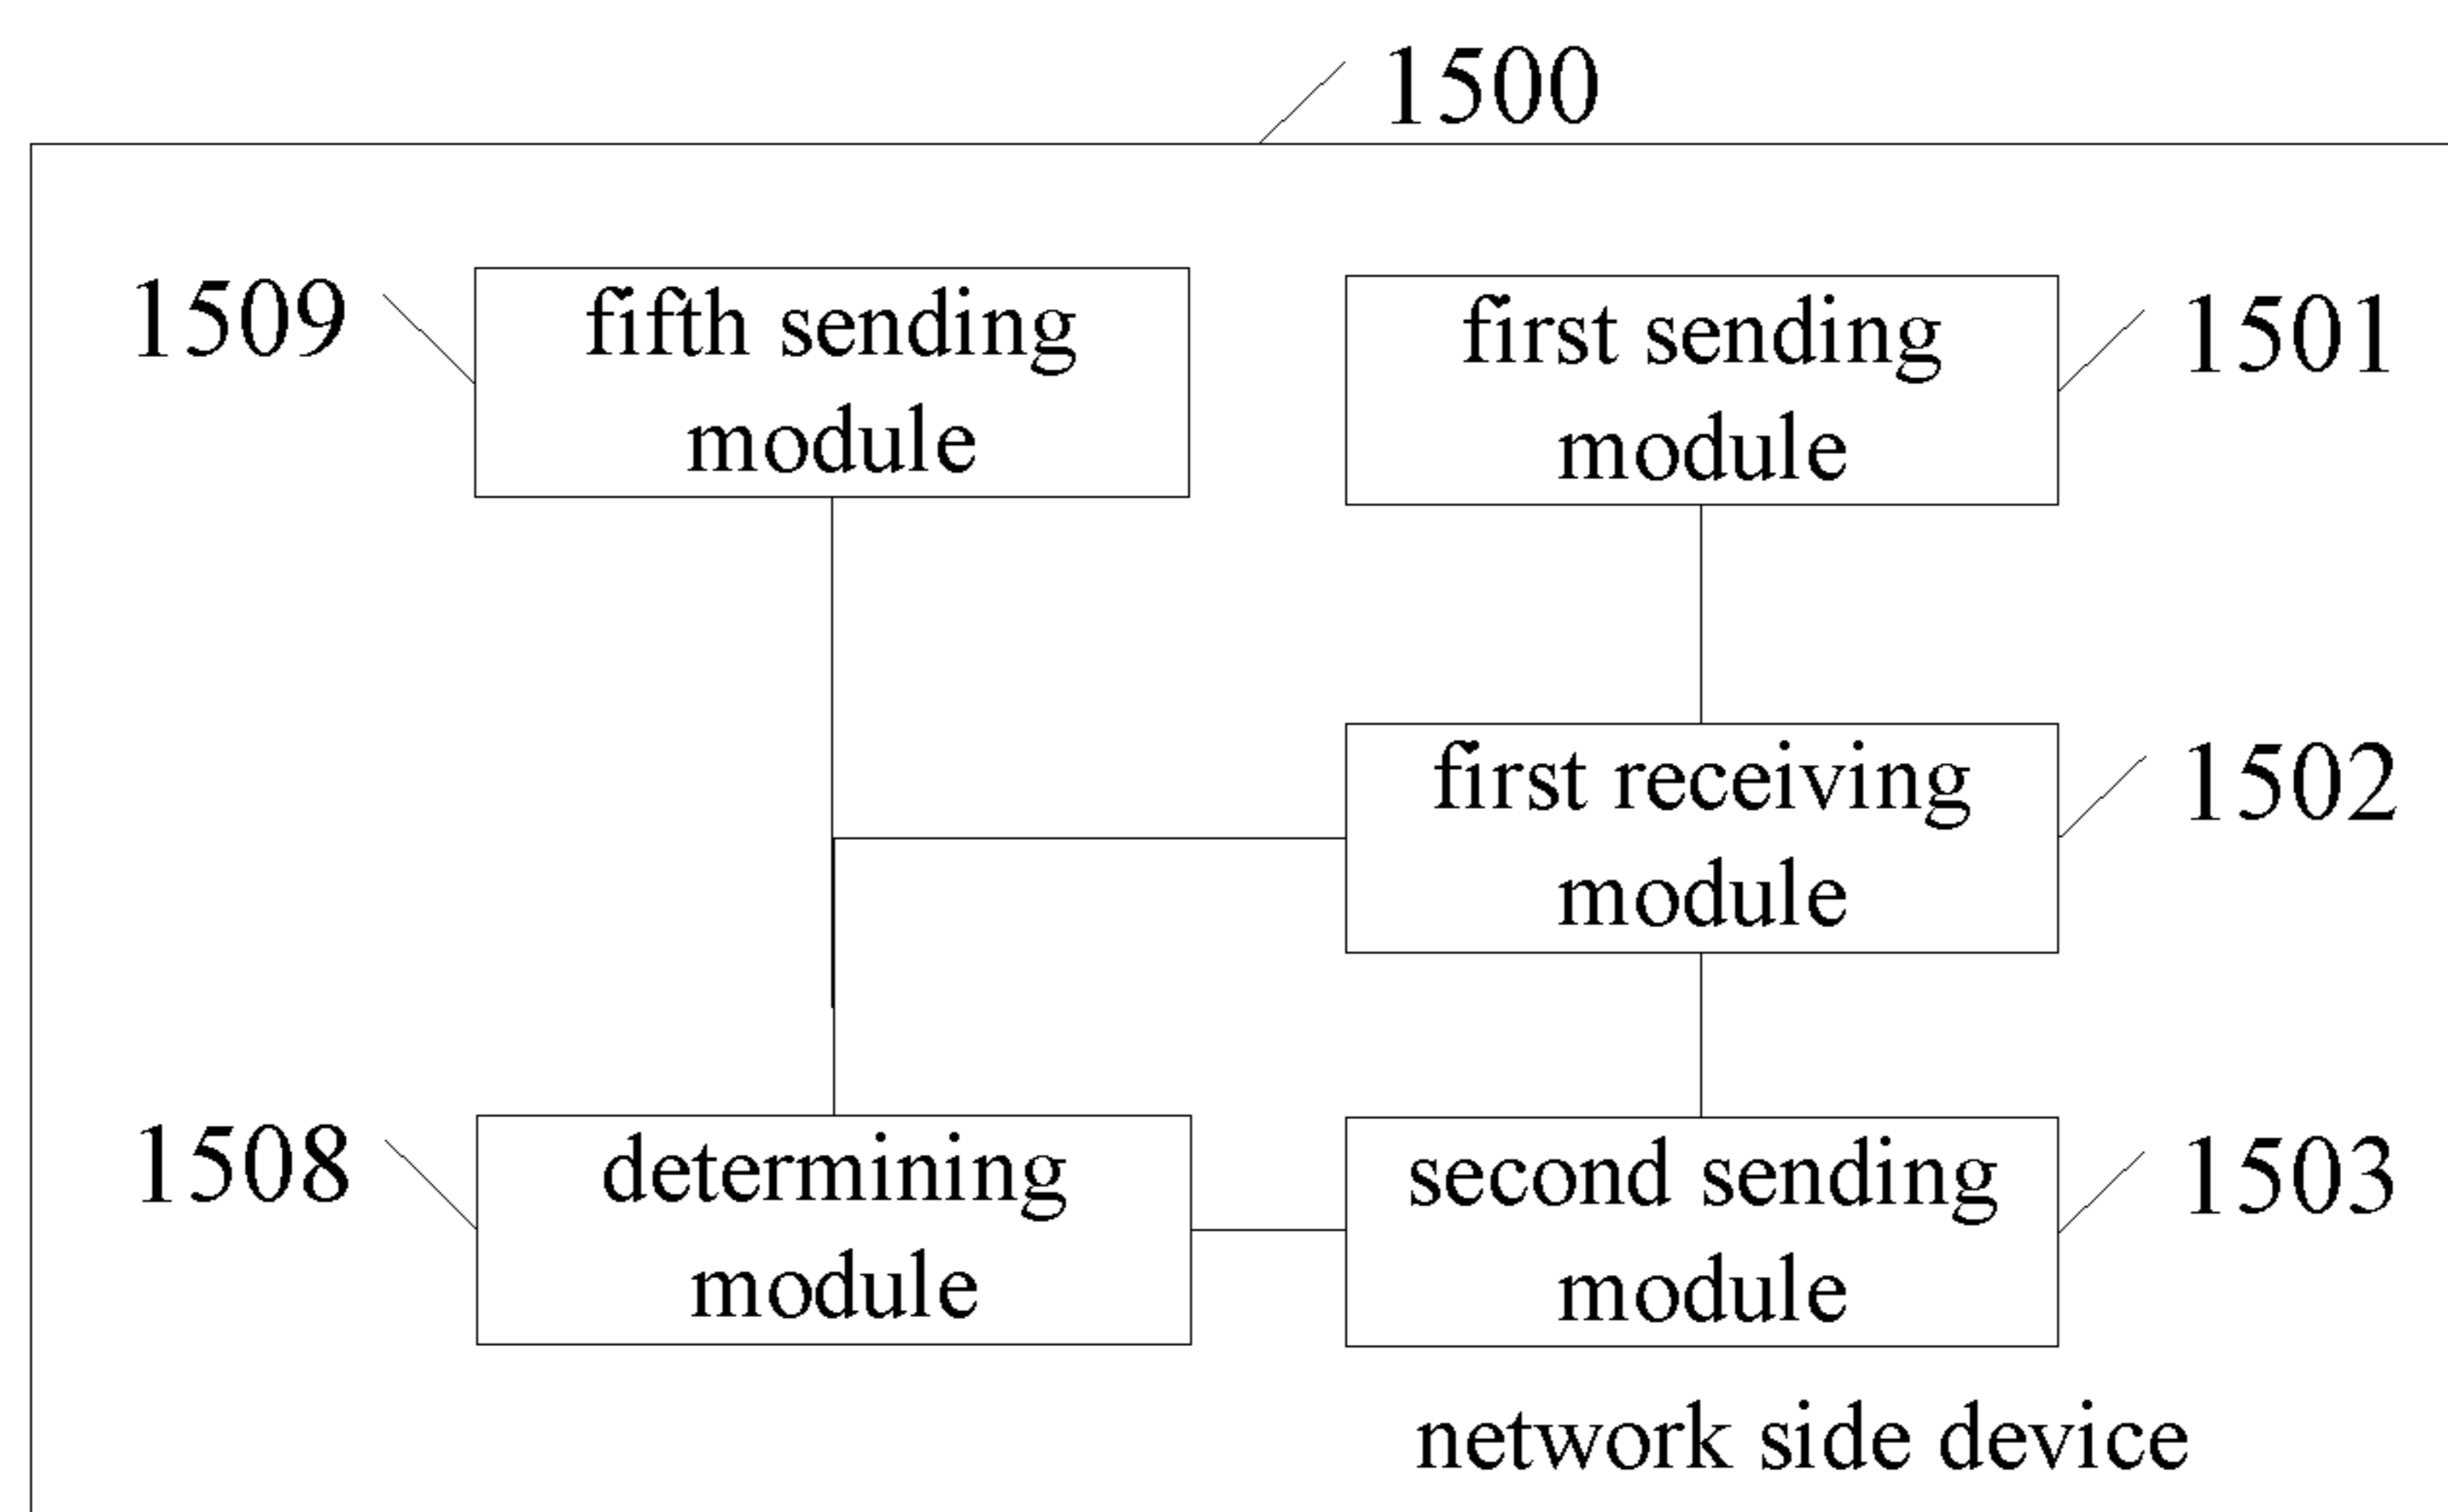 1500
1509
fifth sending
module
first sending
module
1501
first receiving
module
1502
1508
determining
module
second sending
module
1503
network side device